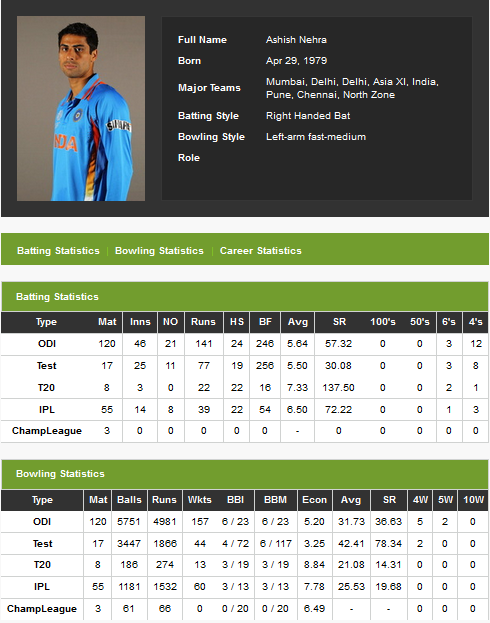 Full Name Ashish Nehra
Born Apr 29, 1979
Major Teams Mumbai, Delhi, Delhi, Asia XI, India,
Pune, Chennai, North Zone
Batting Style Right Handed Bat
Bowling Style Left-arm fast-medium
Role
Batting Statistics | Bowling Statistics | Career Statistics
Batting Statistics
Type Mat Inns NO Runs HS BF Avg SR 100's 50's 6's 4's
ODI 120 46 21 141 24 246 5.64 57.32 0 0 3 12
Test 17 25 11 77 19 256 5.50 30.08 0 0 3 8
T20 8 3 0 22 22 16 7.33 137.50 0 0 2 1
IPL 55 14 8 39 22 54 6.50 72.22 0 0 1 3
ChampLeague 3 0 0 0 0 0 - 0 0 0 0 0
Bowling Statistics
Type Mat Balls Runs Wkts BBI BBM Econ Avg SR 4W 5W 10W
ODI 120 5751 4981 157 6 / 23 6 / 23 5.20 31.73 36.63 5 2 0
Test 17 3447 1866 44 4 / 72 6 / 117 3.25 42.41 78.34 2 0 0
T20 8 186 274 13 3 / 19 3 / 19 8.84 21.08 14.31 0 0 0
IPL 55 1181 1532 60 3 / 13 3 / 13 7.78 25.53 19.68 0 0 0
ChampLeague 3 61 66 0 0 / 20 0 / 20 6.49 - - 0 0 0